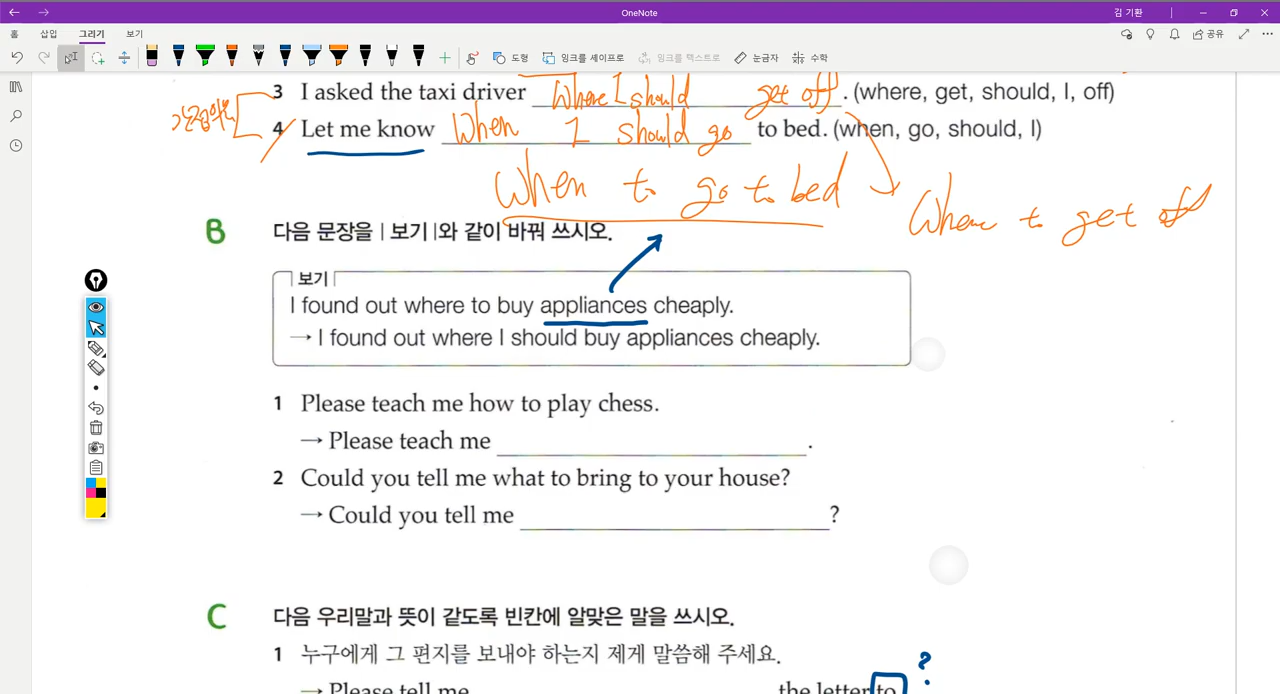 OneNote
김 기환
홈 삽입 그리기 보기
도형 잉크를 셰이프로 잉크를 텍스트로 눈금자 수학 공유
3 I asked the taxi driver Where I should get off. (where, get, should, I, off)
4 Let me know When I should go to bed. (when, go, should, I)
When to go to bed
Where to get off
B 다음 문장을 | 보기 |와 같이 바꿔 쓰시오.
보기
I found out where to buy appliances cheaply.
→ I found out where I should buy appliances cheaply.
1 Please teach me how to play chess.
→ Please teach me .
2 Could you tell me what to bring to your house?
→ Could you tell me ?
C 다음 우리말과 뜻이 같도록 빈칸에 알맞은 말을 쓰시오.
1 누구에게 그 편지를 보내야 하는지 제게 말씀해 주세요.
?
→ Please tell me the letter to